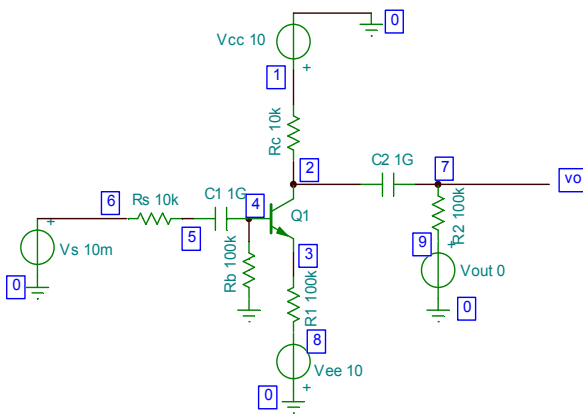 0
Vcc 10
+
1
Rc 10k
2
C2 1G
7
vo
6
Rs 10k
C1 1G
4
Q1
R2 100k
+
5
3
9
+
Vs 10m
Rb 100k
R1 100k
Vout 0
0
8
0
Vee 10
0
+